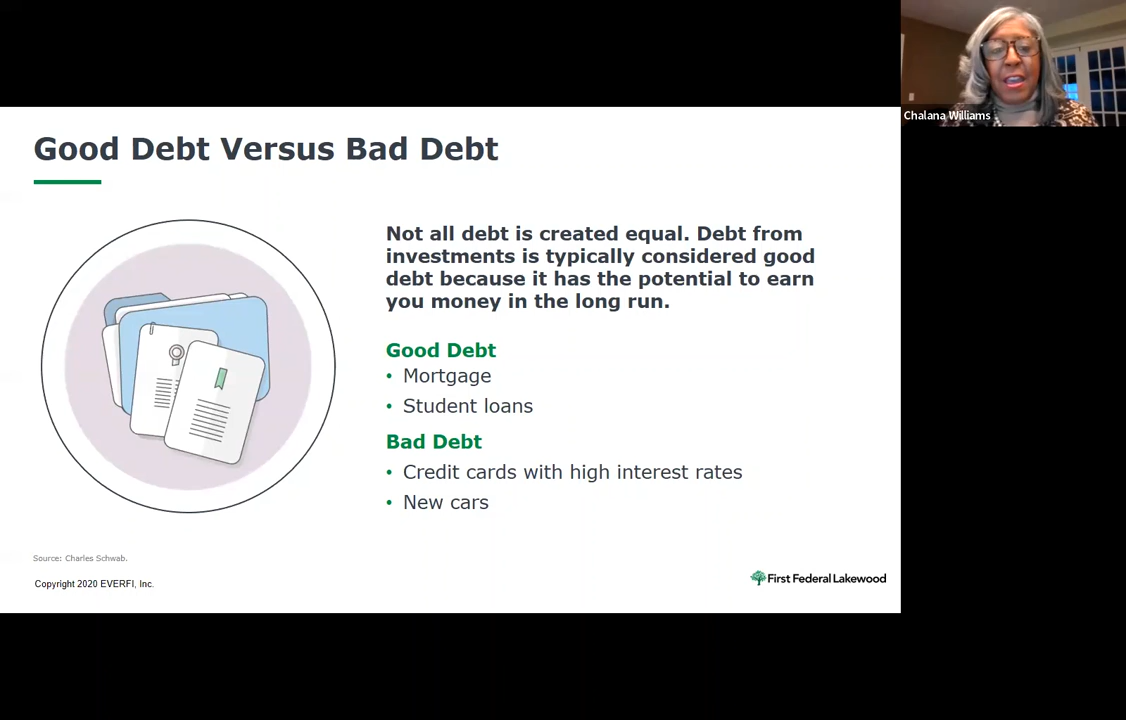 Chalana Williams
Good Debt Versus Bad Debt
Not all debt is created equal. Debt from
investments is typically considered good
debt because it has the potential to earn
you money in the long run.
Good Debt
• Mortgage
• Student loans
Bad Debt
• Credit cards with high interest rates
• New cars
Source: Charles Schwab.
Copyright 2020 EVERFI, Inc.
First Federal Lakewood